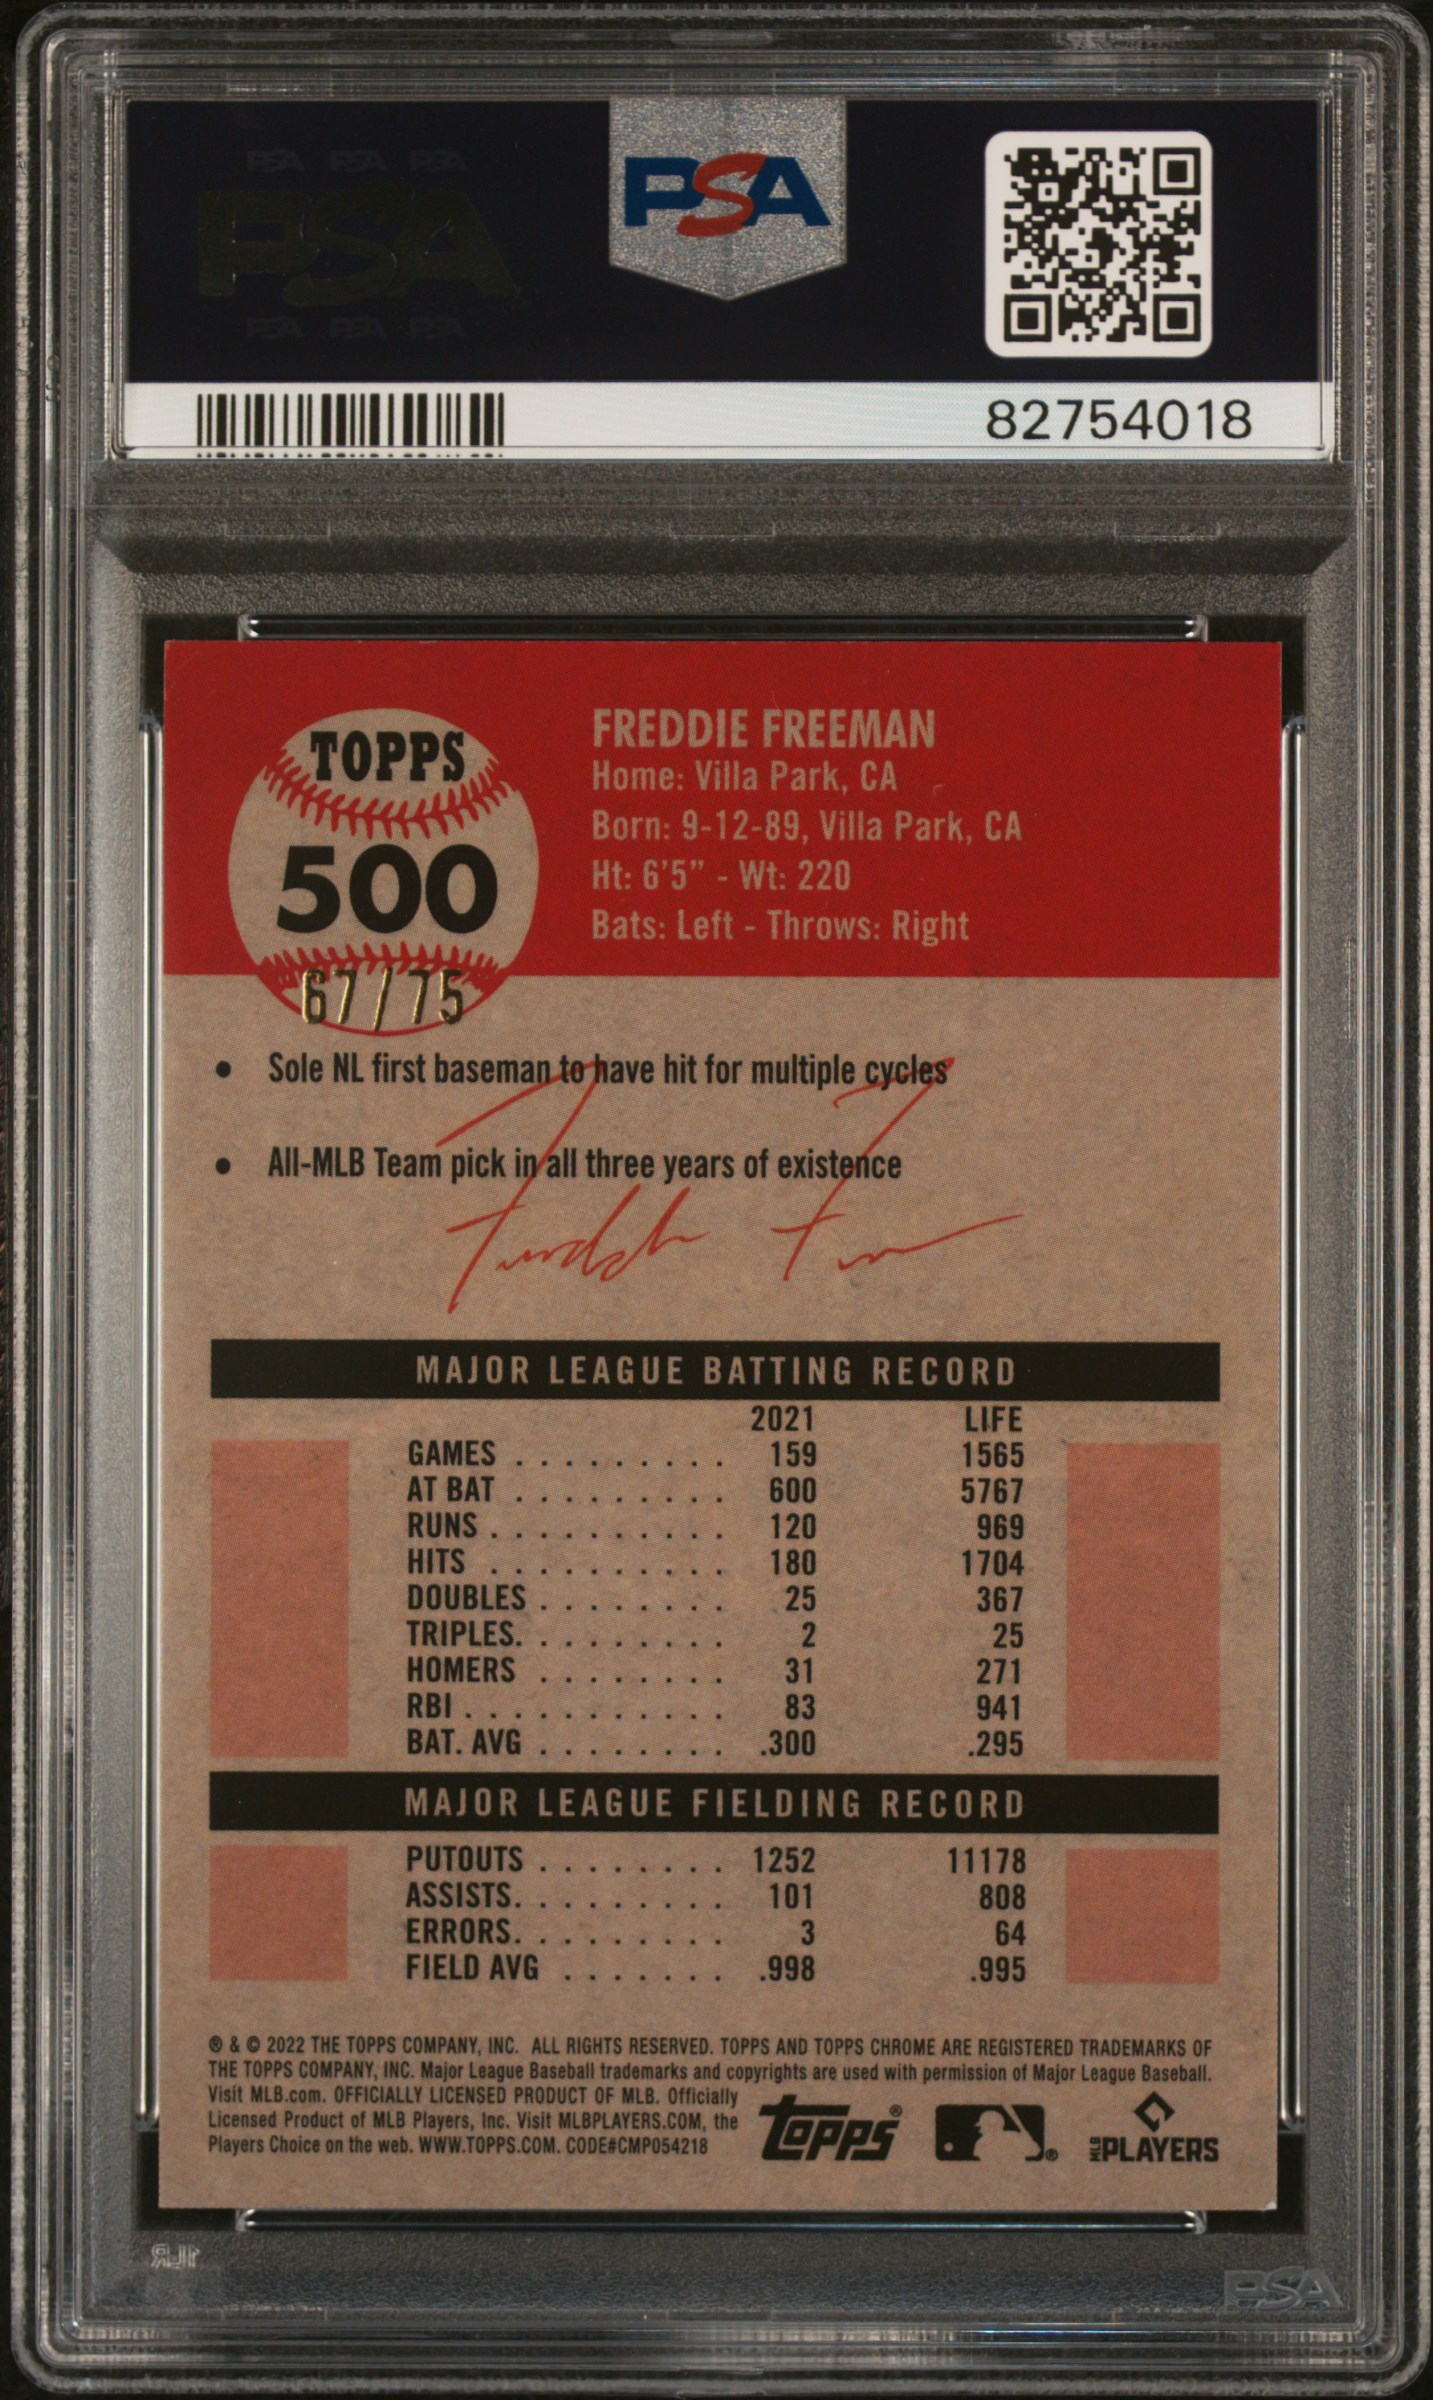 PSA PSA PSA
PSA
PSA PSA PSA
PSA
82754018
TOPPS
500
67/75
FREDDIE FREEMAN
Home: Villa Park, CA
Born: 9-12-89, Villa Park, CA
Ht: 6'5" - Wt: 220
Bats: Left - Throws: Right
• Sole NL first baseman to have hit for multiple cycles
• All-MLB Team pick in all three years of existence
MAJOR LEAGUE BATTING RECORD
2021 LIFE
GAMES . . . . . . . . . 159 1565
AT BAT . . . . . . . . . 600 5767
RUNS . . . . . . . . . . 120 969
HITS . . . . . . . . . . 180 1704
DOUBLES . . . . . . . . 25 367
TRIPLES. . . . . . . . . 2 25
HOMERS . . . . . . . . 31 271
RBI . . . . . . . . . . . 83 941
BAT. AVG . . . . . . . . .300 .295
MAJOR LEAGUE FIELDING RECORD
PUTOUTS . . . . . . . . 1252 11178
ASSISTS. . . . . . . . . 101 808
ERRORS. . . . . . . . . 3 64
FIELD AVG . . . . . . . .998 .995
® & © 2022 THE TOPPS COMPANY, INC. ALL RIGHTS RESERVED. TOPPS AND TOPPS CHROME ARE REGISTERED TRADEMARKS OF
THE TOPPS COMPANY, INC. Major League Baseball trademarks and copyrights are used with permission of Major League Baseball.
Visit MLB.com. OFFICIALLY LICENSED PRODUCT OF MLB. Officially
Licensed Product of MLB Players, Inc. Visit MLBPLAYERS.COM, the
Players Choice on the web. WWW.TOPPS.COM. CODE#CMP054218
Topps®
®
MLB PLAYERS
PSA